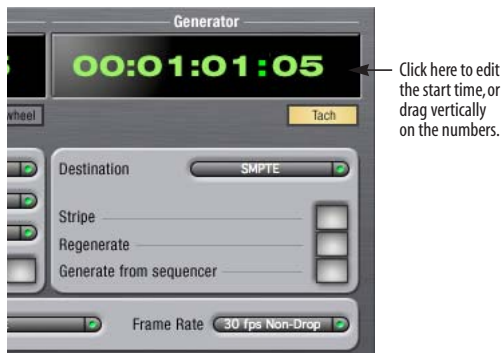 Generator
00:01:01:05
Click here to edit
the start time, or
drag vertically
on the numbers.
wheel
Tach
Destination
SMPTE
Stripe
Regenerate
Generate from sequencer
Frame Rate
30 fps Non-Drop